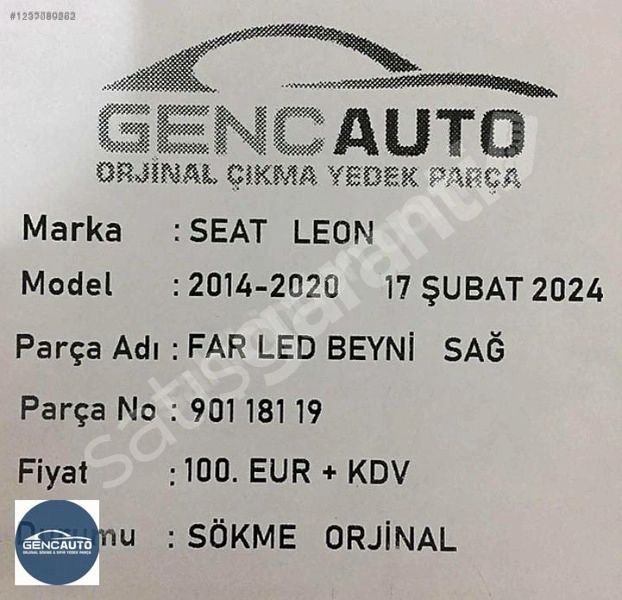 GENCAUTO
ORJİNAL ÇIKMA YEDEK PARÇA
Marka : SEAT LEON
Model : 2014-2020 17 ŞUBAT 2024
Parça Adı : FAR LED BEYNİ SAĞ
Parça No : 901 181 19
Fiyat : 100. EUR + KDV
: SÖKME ORJİNAL
GENCAUTO
satisgaranti